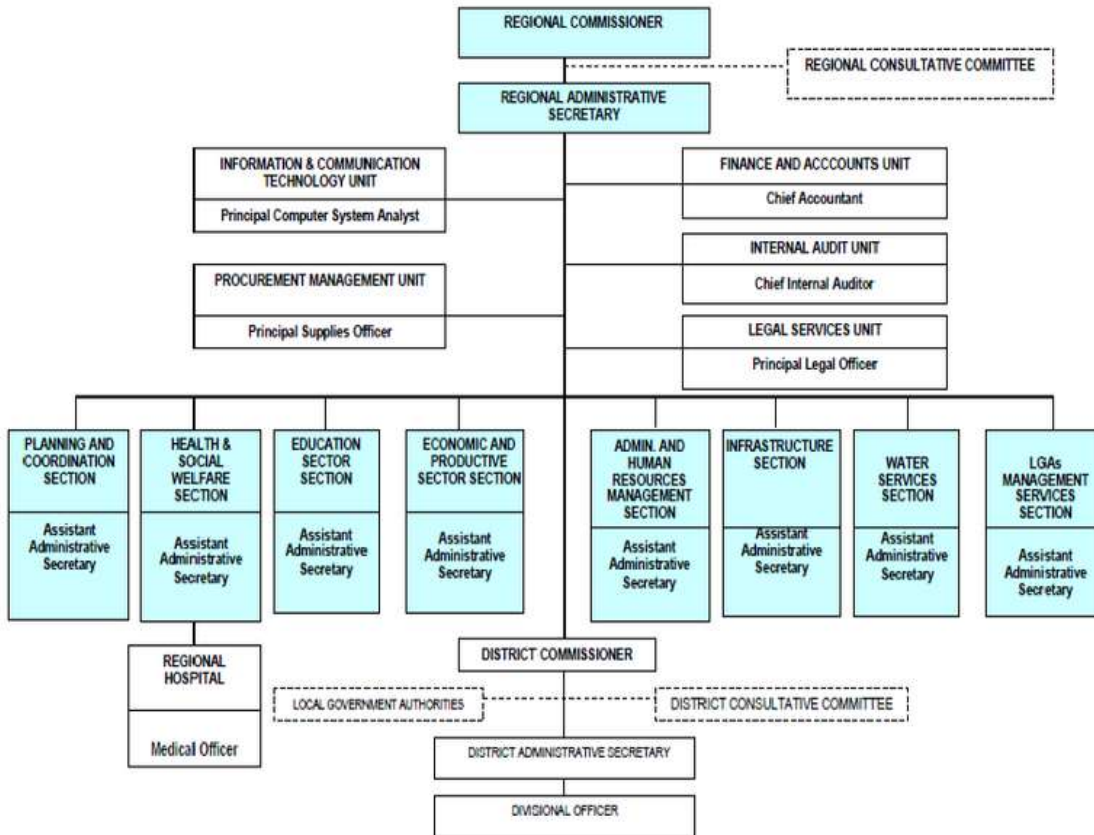 REGIONAL COMMISSIONER
REGIONAL CONSULTATIVE COMMITTEE
REGIONAL ADMINISTRATIVE
SECRETARY
INFORMATION & COMMUNICATION
TECHNOLOGY UNIT
Principal Computer System Analyst
FINANCE AND ACCCOUNTS UNIT
Chief Accountant
PROCUREMENT MANAGEMENT UNIT
Principal Supplies Officer
INTERNAL AUDIT UNIT
Chief Internal Auditor
LEGAL SERVICES UNIT
Principal Legal Officer
PLANNING AND
COORDINATION
SECTION
Assistant
Administrative
Secretary
HEALTH &
SOCIAL
WELFARE
SECTION
Assistant
Administrative
Secretary
EDUCATION
SECTOR
SECTION
Assistant
Administrative
Secretary
ECONOMIC AND
PRODUCTIVE
SECTOR SECTION
Assistant
Administrative
Secretary
ADMIN. AND
HUMAN
RESOURCES
MANAGEMENT
SECTION
Assistant
Administrative
Secretary
INFRASTRUCTURE
SECTION
Assistant
Administrative
Secretary
WATER
SERVICES
SECTION
Assistant
Administrative
Secretary
LGAs
MANAGEMENT
SERVICES
SECTION
Assistant
Administrative
Secretary
REGIONAL
HOSPITAL
Medical Officer
DISTRICT COMMISSIONER
LOCAL GOVERNMENT AUTHORITIES
DISTRICT CONSULTATIVE COMMITTEE
DISTRICT ADMINISTRATIVE SECRETARY
DIVISIONAL OFFICER